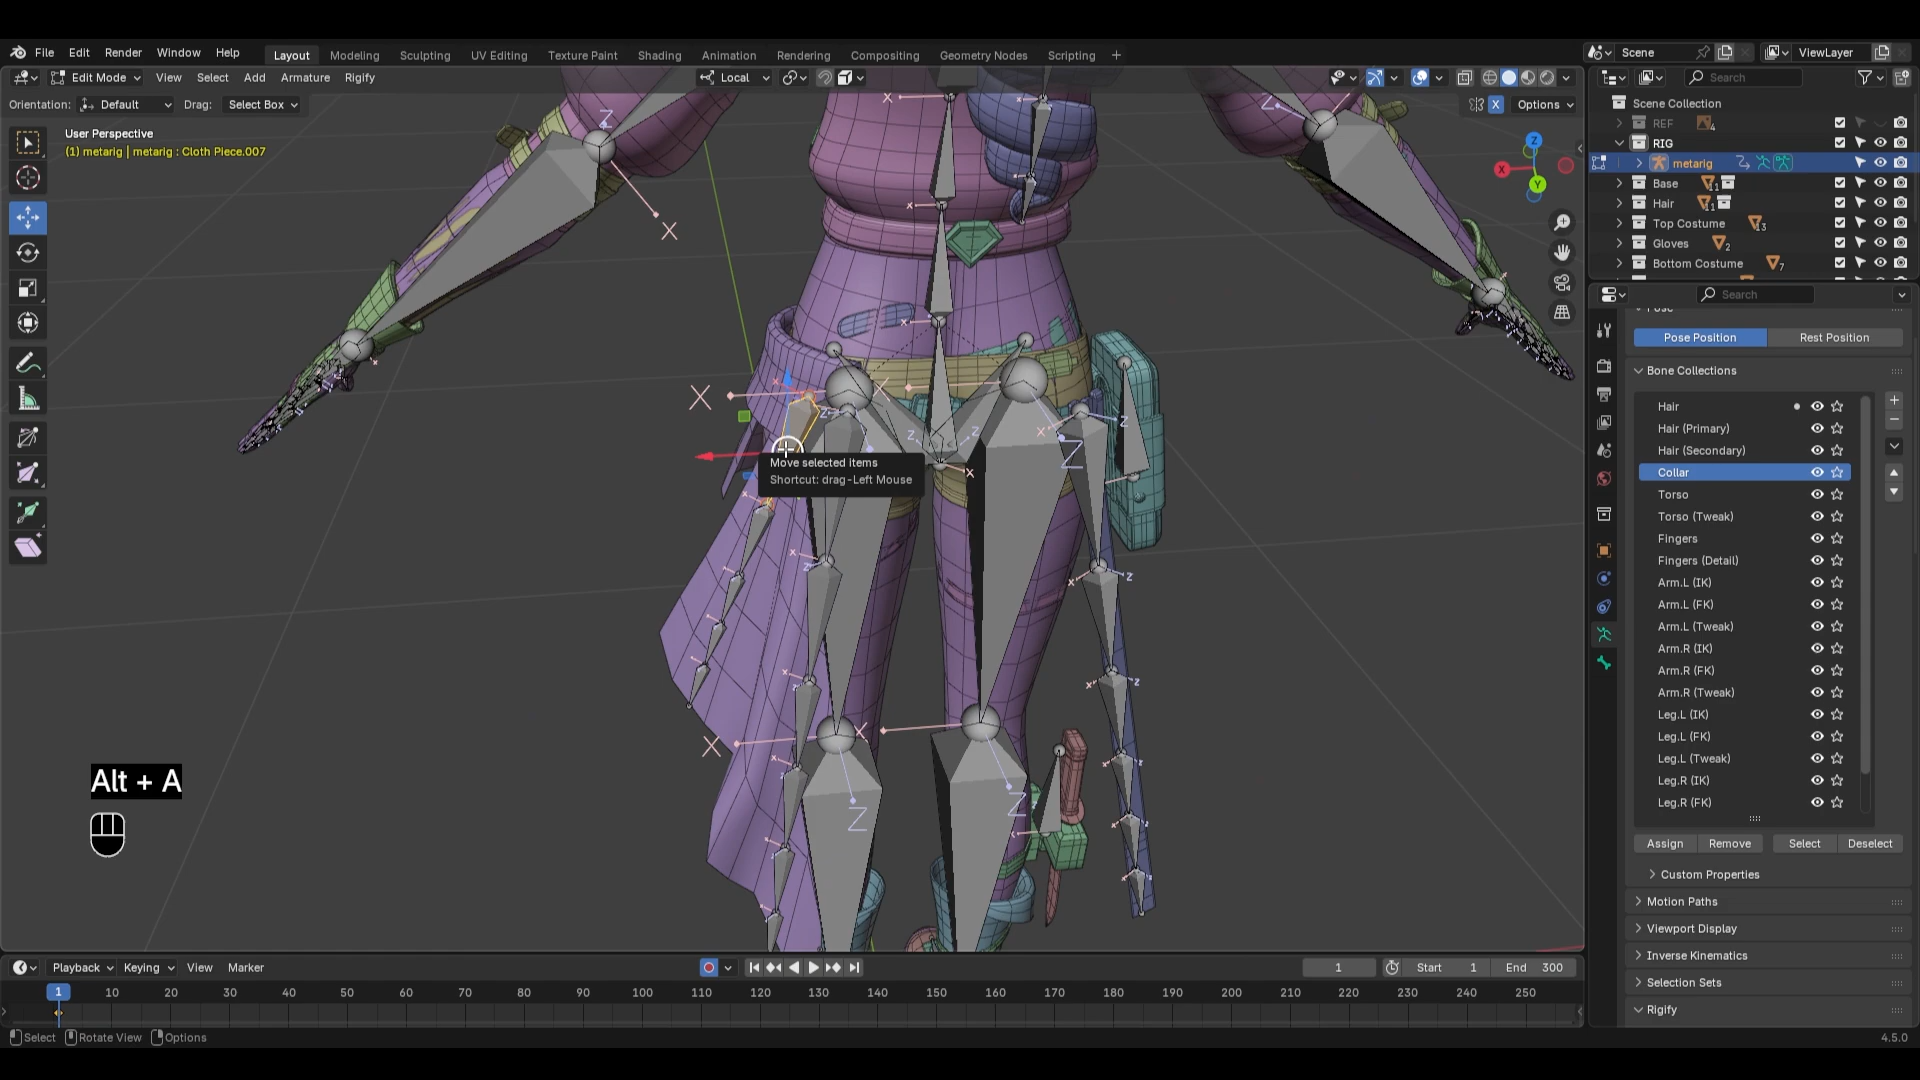 File Edit Render Window Help Layout Modeling Sculpting UV Editing Texture Paint Shading Animation Rendering Compositing Geometry Nodes Scripting + Scene ViewLayer
Edit Mode View Select Add Armature Rigify Local Search
Orientation: Default Drag: Select Box Options
User Perspective
(1) metarig | metarig : Cloth Piece.007
Scene Collection
REF 4
RIG
metarig
Base 11
Hair 11
Top Costume 13
Gloves 2
Bottom Costume 7
Search
Pose
Pose Position Rest Position
Bone Collections
Hair
Hair (Primary)
Hair (Secondary)
Collar
Torso
Torso (Tweak)
Fingers
Fingers (Detail)
Arm.L (IK)
Arm.L (FK)
Arm.L (Tweak)
Arm.R (IK)
Arm.R (FK)
Arm.R (Tweak)
Leg.L (IK)
Leg.L (FK)
Leg.L (Tweak)
Leg.R (IK)
Leg.R (FK)
Assign Remove Select Deselect
Custom Properties
Motion Paths
Viewport Display
Inverse Kinematics
Selection Sets
Rigify
Move selected items
Shortcut: drag-Left Mouse
Alt + A
Playback Keying View Marker 1 Start 1 End 300
1 10 20 30 40 50 60 70 80 90 100 110 120 130 140 150 160 170 180 190 200 210 220 230 240 250
Select Rotate View Options 4.5.0